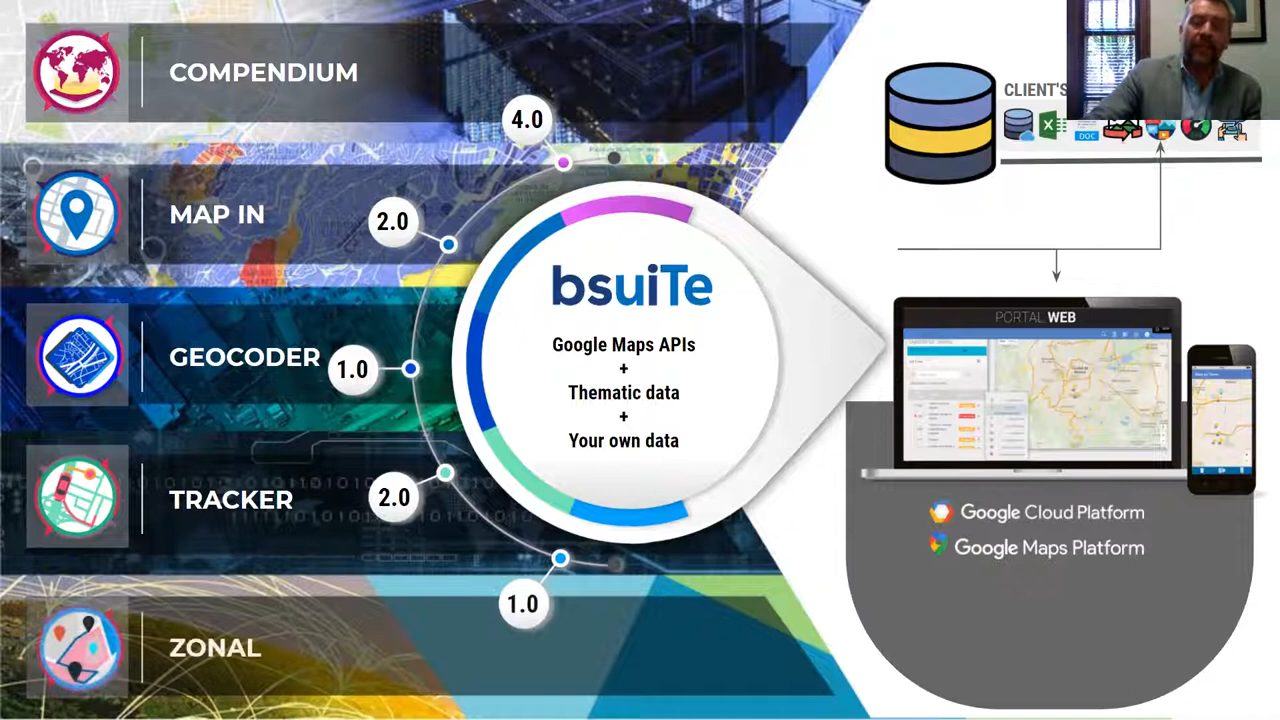 COMPENDIUM
4.0
MAP IN
2.0
GEOCODER
1.0
TRACKER
2.0
1.0
ZONAL
bsuiTe
Google Maps APIs
+
Thematic data
+
Your own data
CLIENT'S
DOC
PORTAL WEB
Google Cloud Platform
Google Maps Platform